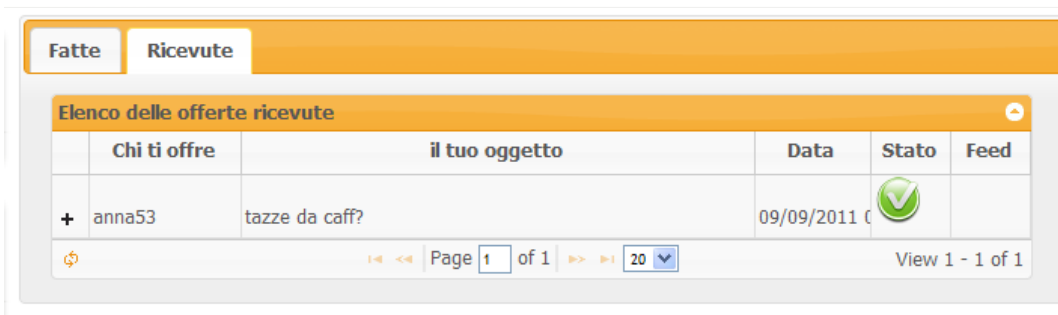 Fatte Ricevute
Elenco delle offerte ricevute
Chi ti offre il tuo oggetto Data Stato Feed
+ anna53 tazze da caff? 09/09/2011
Page 1 of 1 20 View 1 - 1 of 1